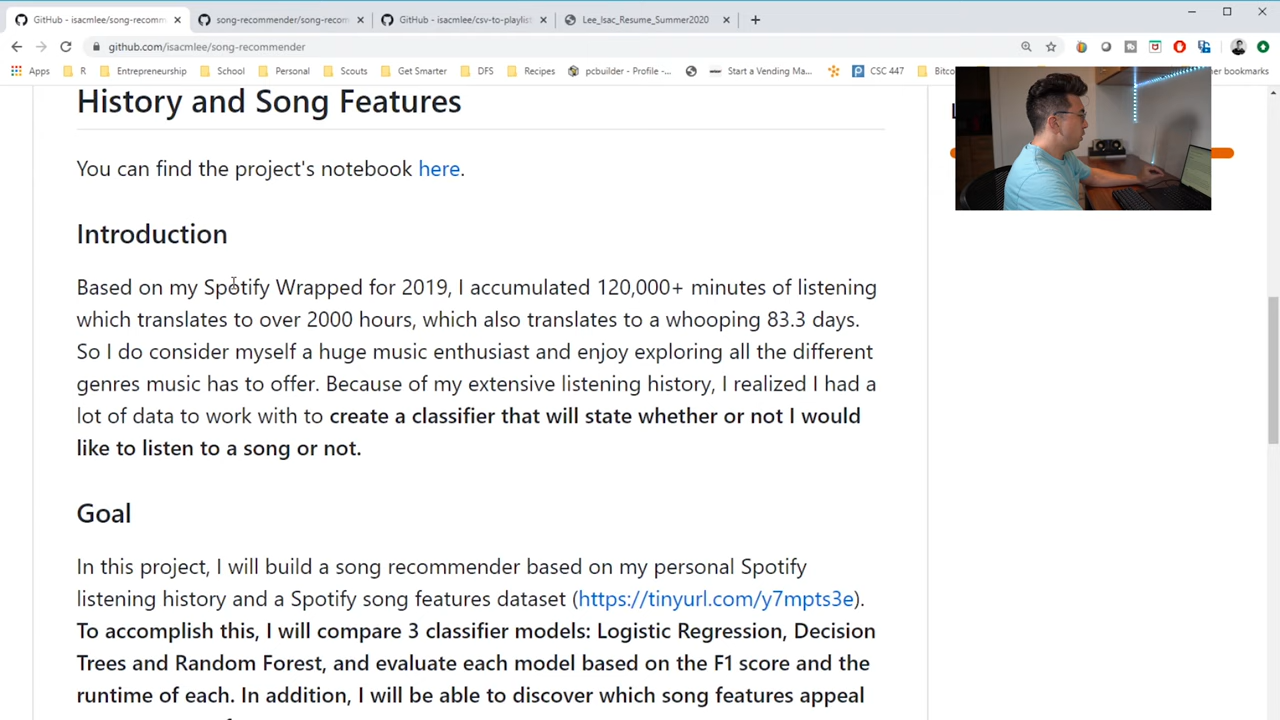 GitHub - isacmlee/song-recomm
song-recommender/song-recom
GitHub - isacmlee/csv-to-playlist
Lee_Isac_Resume_Summer2020
github.com/isacmlee/song-recommender
Apps
R
Entrepreneurship
School
Personal
Scouts
Get Smarter
DFS
Recipes
pcbuilder - Profile -...
Start a Vending Ma...
CSC 447
Bitco
her bookmarks
History and Song Features
You can find the project's notebook here.
Introduction
Based on my Spotify Wrapped for 2019, I accumulated 120,000+ minutes of listening
which translates to over 2000 hours, which also translates to a whooping 83.3 days.
So I do consider myself a huge music enthusiast and enjoy exploring all the different
genres music has to offer. Because of my extensive listening history, I realized I had a
lot of data to work with to create a classifier that will state whether or not I would
like to listen to a song or not.
Goal
In this project, I will build a song recommender based on my personal Spotify
listening history and a Spotify song features dataset (https://tinyurl.com/y7mpts3e).
To accomplish this, I will compare 3 classifier models: Logistic Regression, Decision
Trees and Random Forest, and evaluate each model based on the F1 score and the
runtime of each. In addition, I will be able to discover which song features appeal